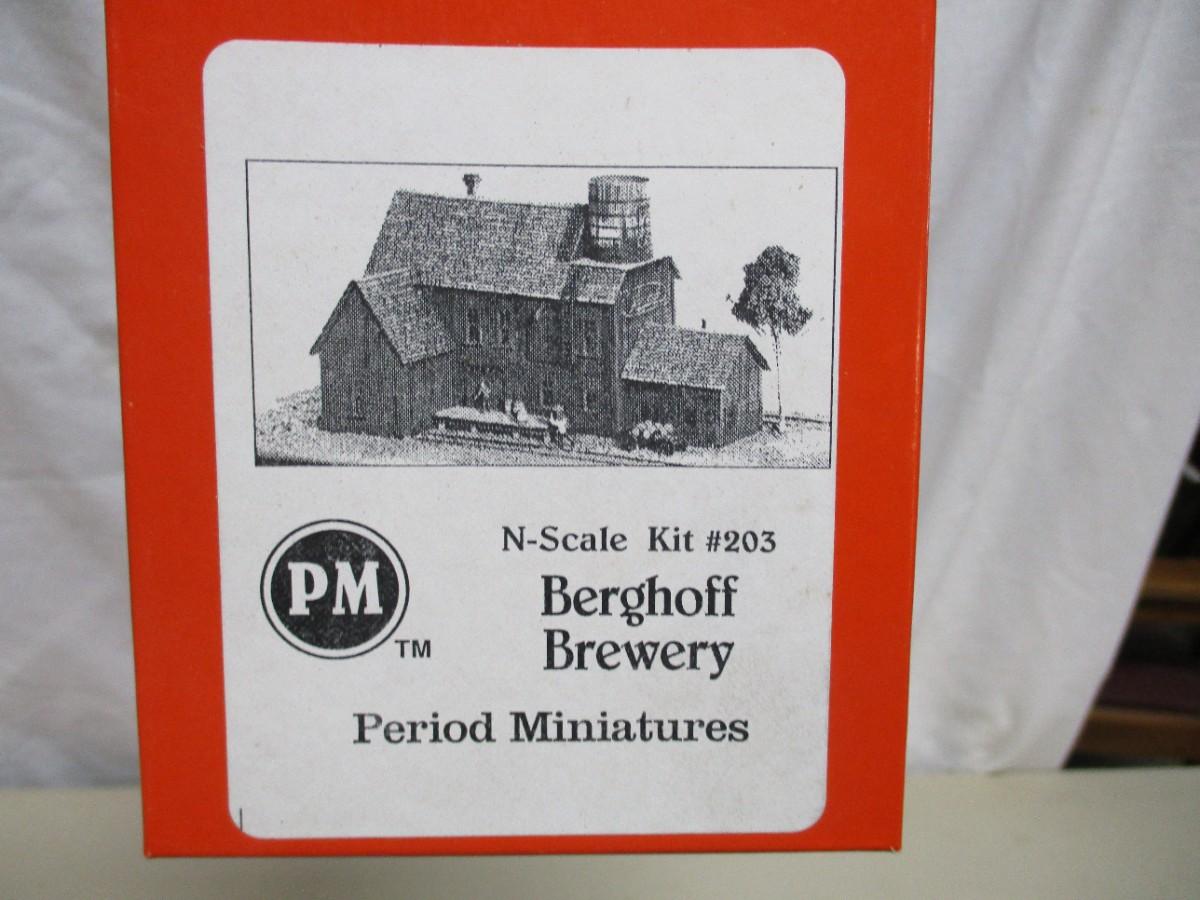 N-Scale Kit #203
PM
TM
Berghoff
Brewery
Period Miniatures